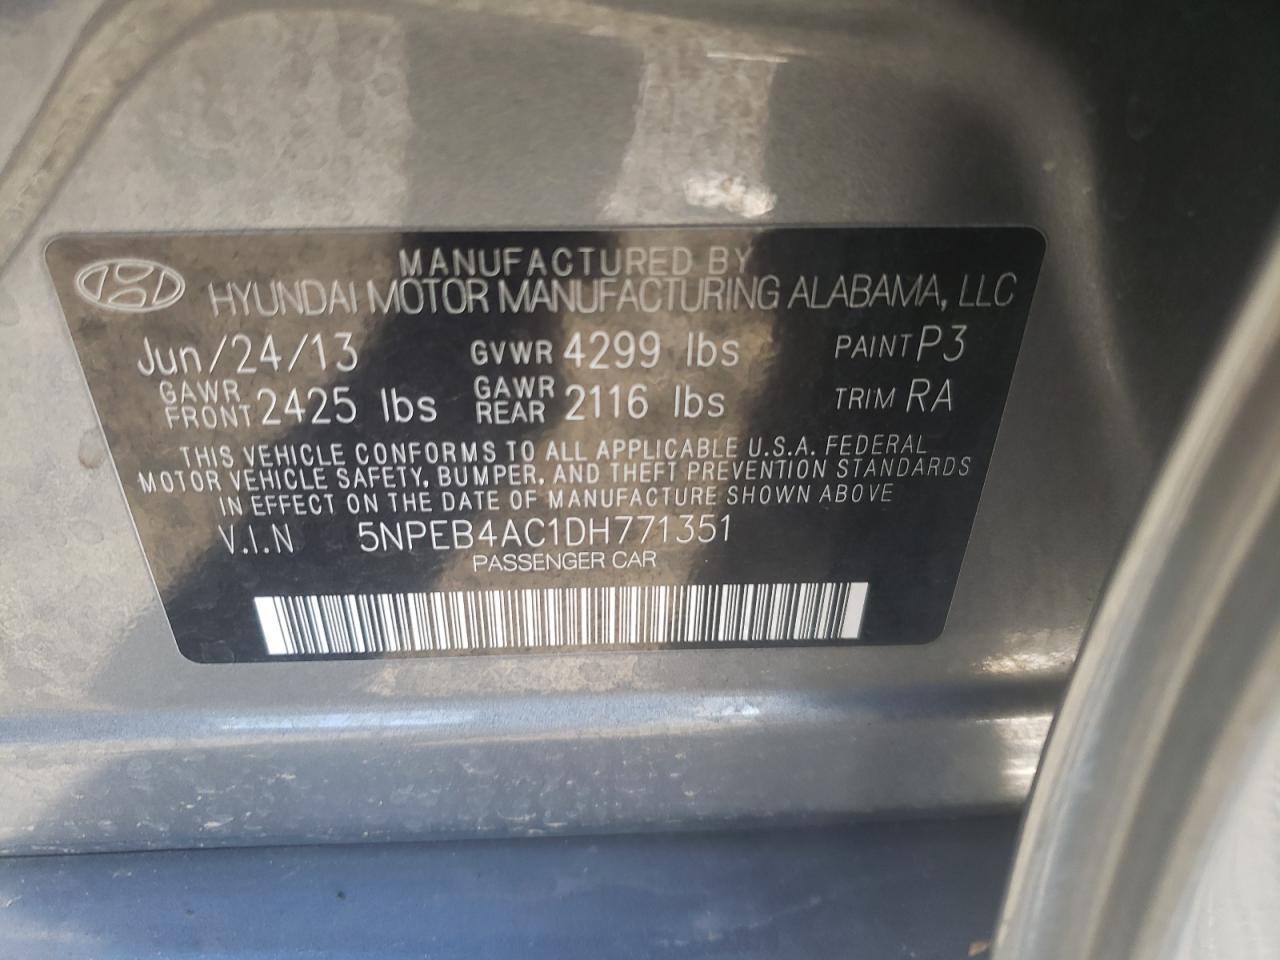 MANUFACTURED BY
HYUNDAI MOTOR MANUFACTURING ALABAMA, LLC
Jun/24/13 GVWR 4299 lbs PAINT P3
GAWR FRONT 2425 lbs GAWR REAR 2116 lbs TRIM RA
THIS VEHICLE CONFORMS TO ALL APPLICABLE U.S.A. FEDERAL
MOTOR VEHICLE SAFETY, BUMPER, AND THEFT PREVENTION STANDARDS
IN EFFECT ON THE DATE OF MANUFACTURE SHOWN ABOVE
V.I.N 5NPEB4AC1DH771351
PASSENGER CAR